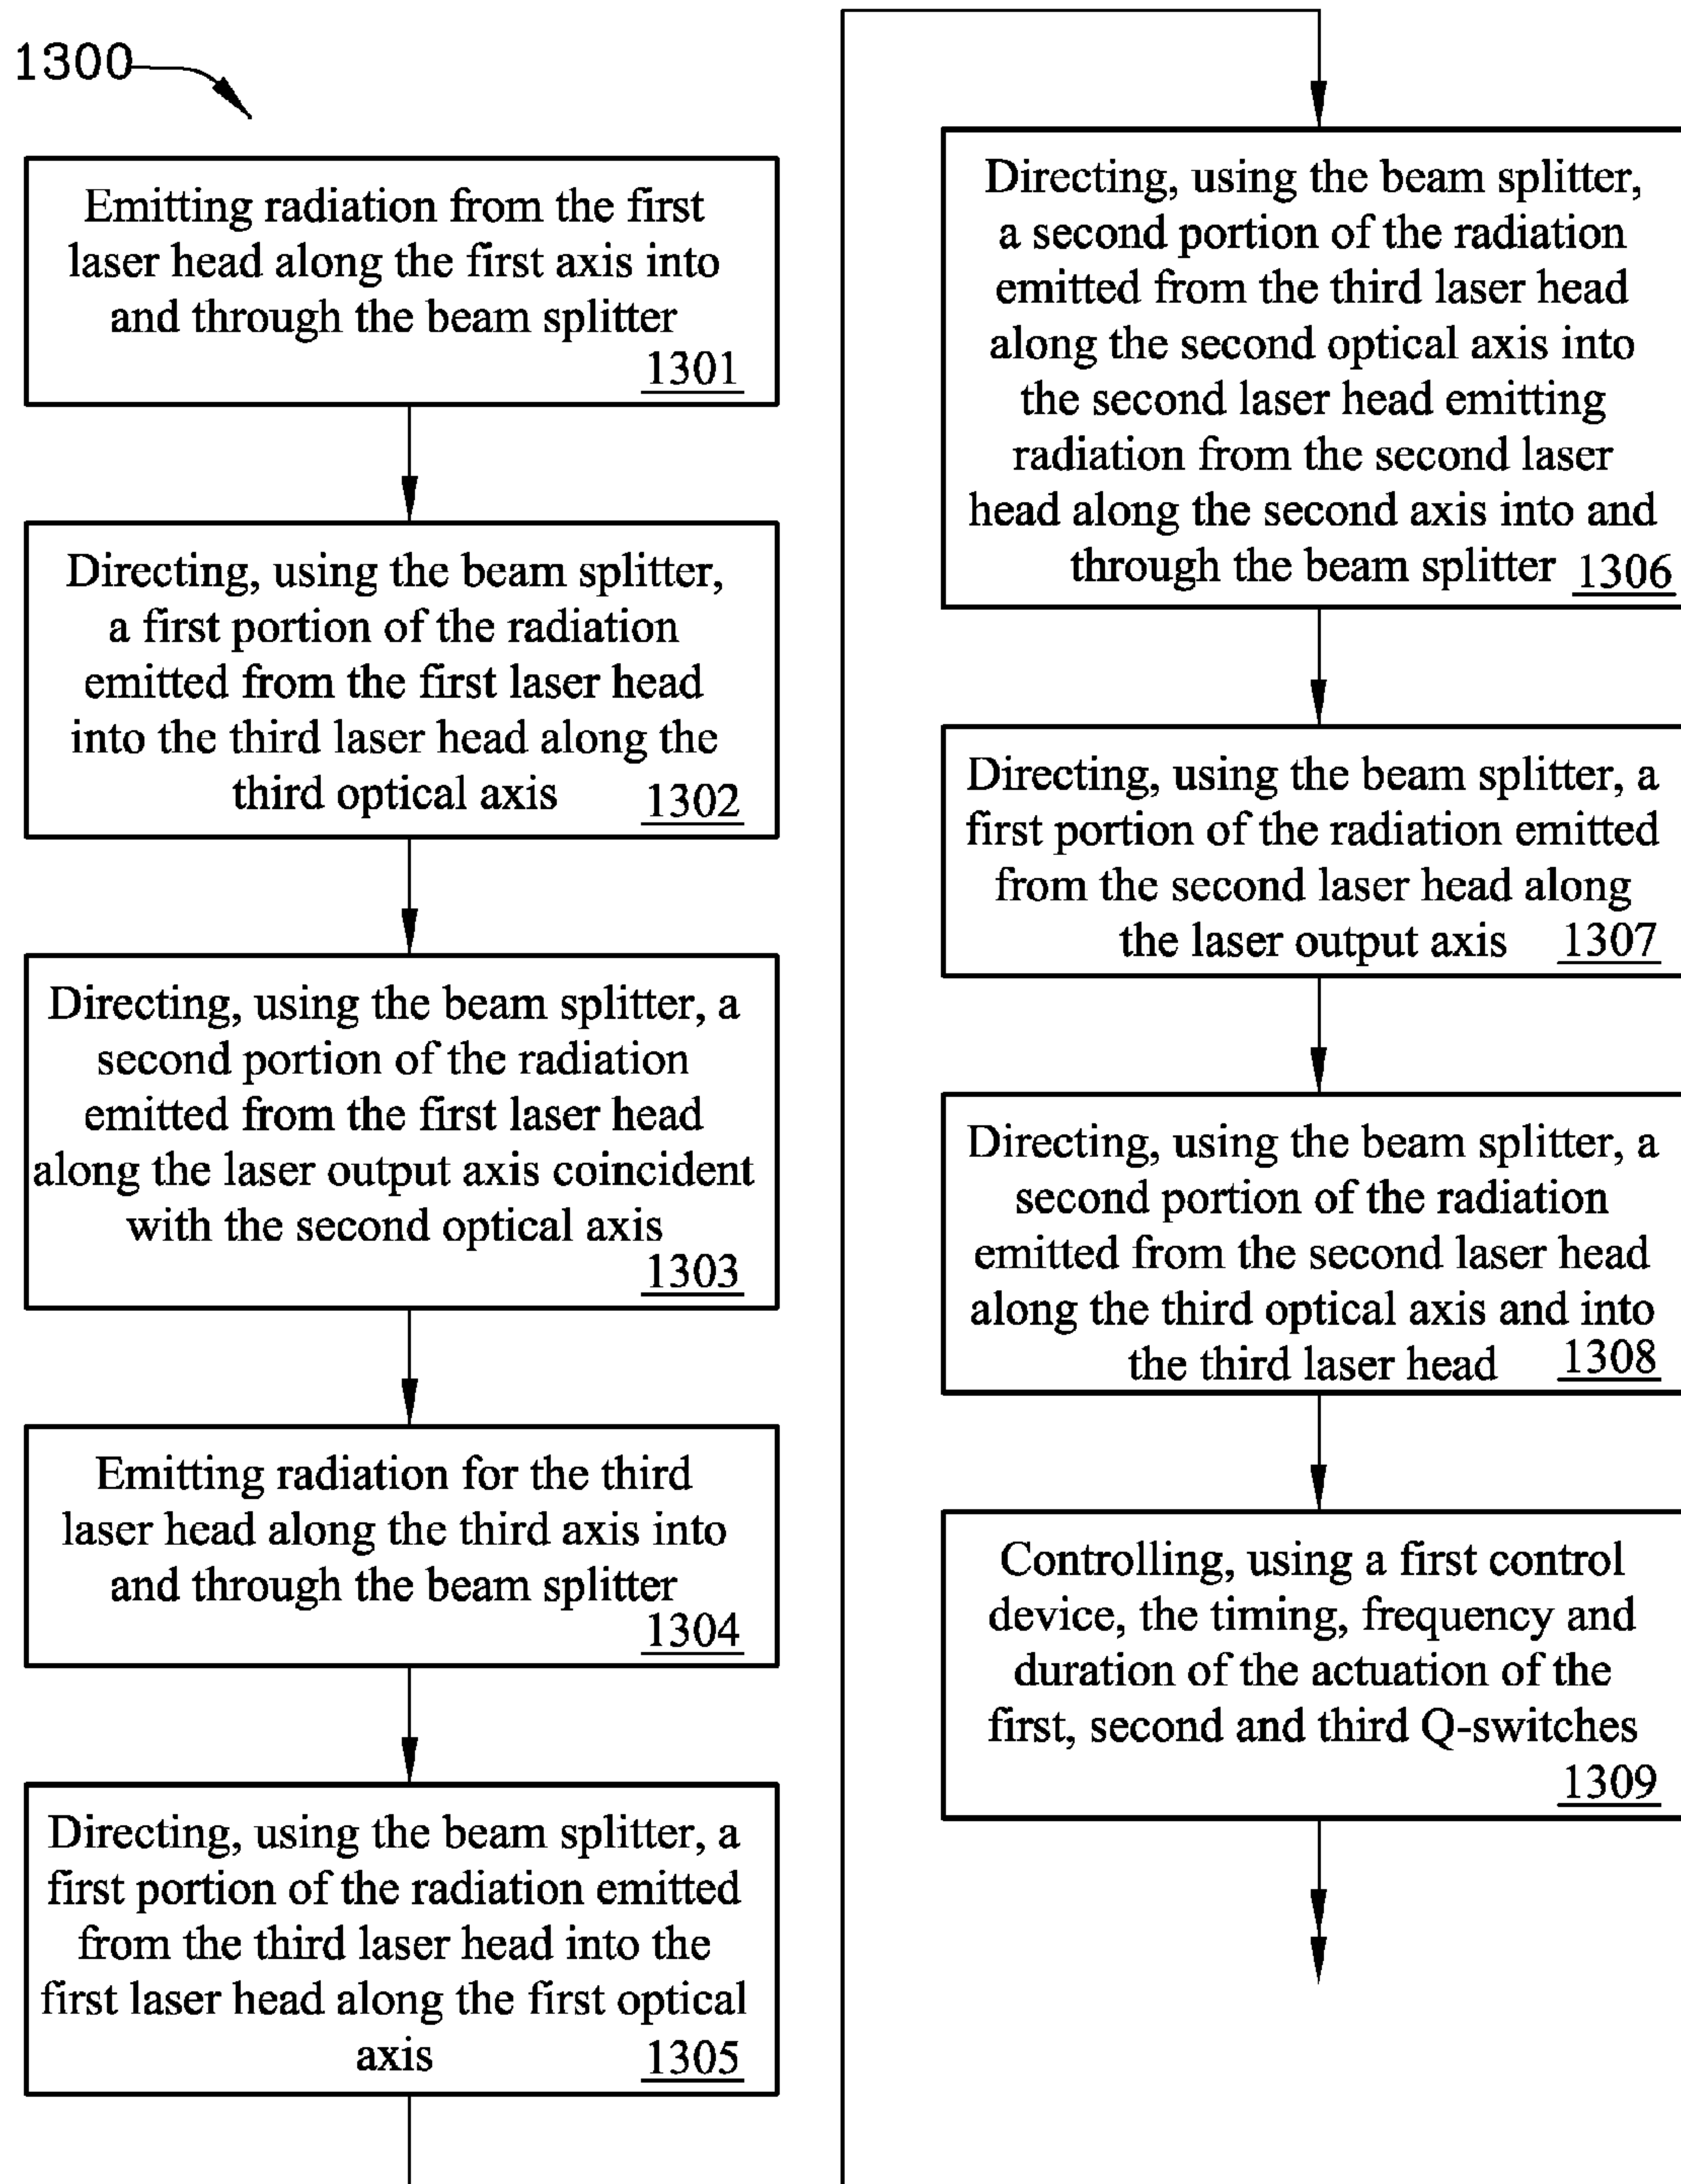 1300
Emitting radiation from the first
laser head along the first axis into
and through the beam splitter
1301
Directing, using the beam splitter,
a first portion of the radiation
emitted from the first laser head
into the third laser head along the
third optical axis 1302
Directing, using the beam splitter, a
second portion of the radiation
emitted from the first laser head
along the laser output axis coincident
with the second optical axis
1303
Emitting radiation for the third
laser head along the third axis into
and through the beam splitter
1304
Directing, using the beam splitter, a
first portion of the radiation emitted
from the third laser head into the
first laser head along the first optical
axis 1305
Directing, using the beam splitter,
a second portion of the radiation
emitted from the third laser head
along the second optical axis into
the second laser head emitting
radiation from the second laser
head along the second axis into and
through the beam splitter 1306
Directing, using the beam splitter, a
first portion of the radiation emitted
from the second laser head along
the laser output axis 1307
Directing, using the beam splitter, a
second portion of the radiation
emitted from the second laser head
along the third optical axis and into
the third laser head 1308
Controlling, using a first control
device, the timing, frequency and
duration of the actuation of the
first, second and third Q-switches
1309